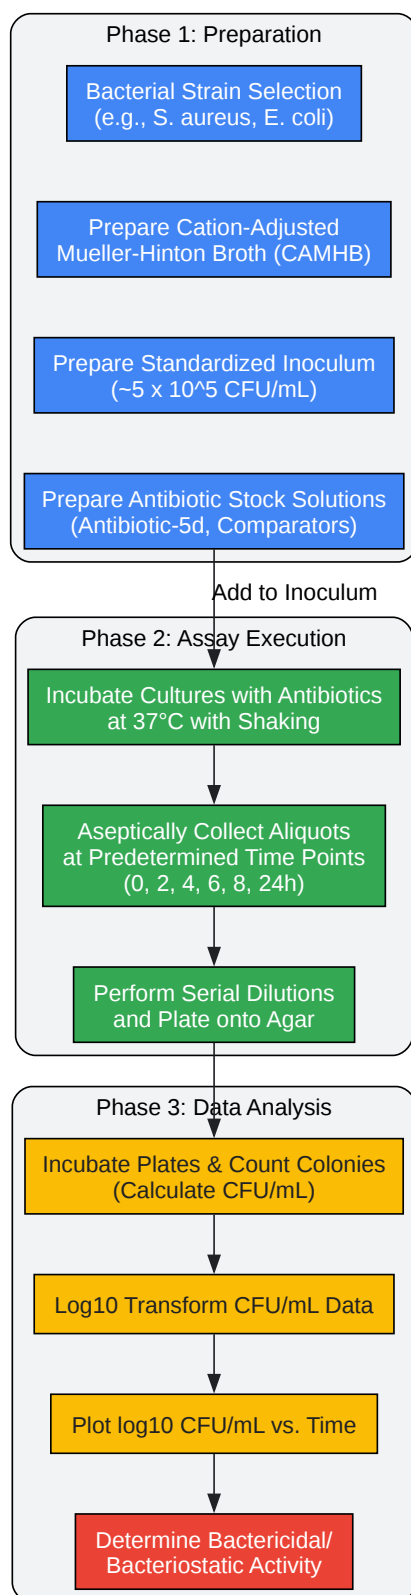 Phase 1: Preparation
Bacterial Strain Selection
(e.g., S. aureus, E. coli)
Prepare Cation-Adjusted
Mueller-Hinton Broth (CAMHB)
Prepare Standardized Inoculum
(~5 x 10^5 CFU/mL)
Prepare Antibiotic Stock Solutions
(Antibiotic-5d, Comparators)
Add to Inoculum
Phase 2: Assay Execution
Incubate Cultures with Antibiotics
at 37°C with Shaking
Aseptically Collect Aliquots
at Predetermined Time Points
(0, 2, 4, 6, 8, 24h)
Perform Serial Dilutions
and Plate onto Agar
Phase 3: Data Analysis
Incubate Plates & Count Colonies
(Calculate CFU/mL)
Log10 Transform CFU/mL Data
Plot log10 CFU/mL vs. Time
Determine Bactericidal/
Bacteriostatic Activity